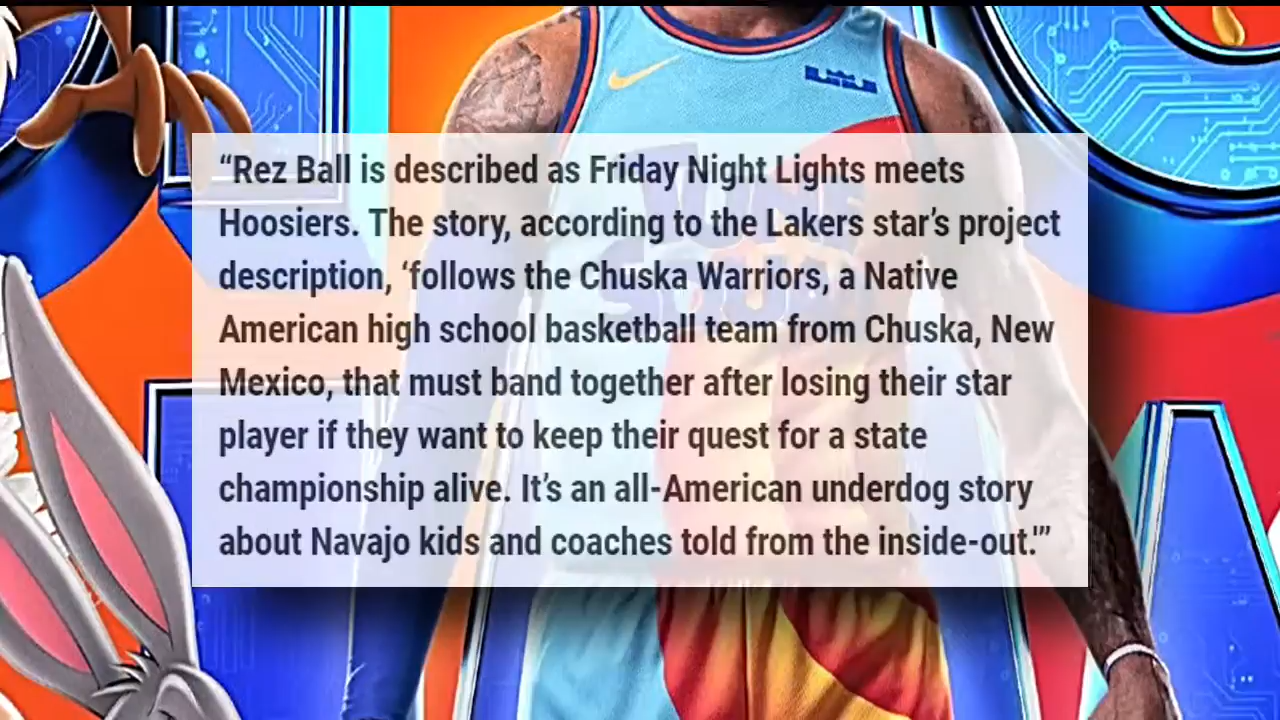 “Rez Ball is described as Friday Night Lights meets
Hoosiers. The story, according to the Lakers star’s project
description, ‘follows the Chuska Warriors, a Native
American high school basketball team from Chuska, New
Mexico, that must band together after losing their star
player if they want to keep their quest for a state
championship alive. It’s an all-American underdog story
about Navajo kids and coaches told from the inside-out.'”
TUNE
SQUAD